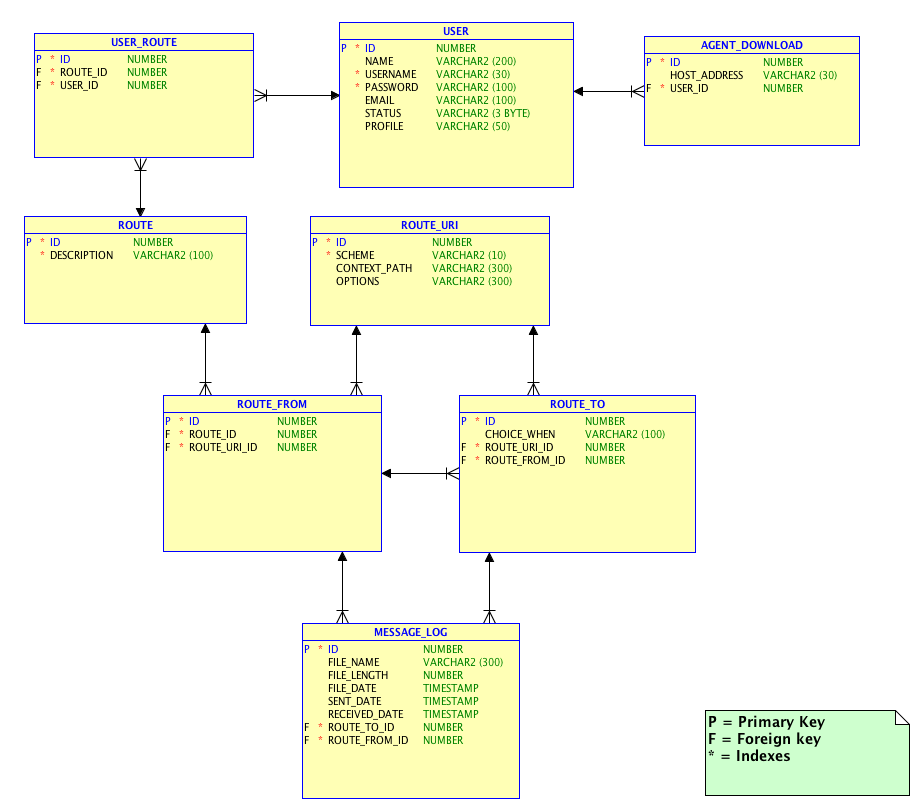 USER_ROUTE
P * ID NUMBER
F * ROUTE_ID NUMBER
F * USER_ID NUMBER
USER
P * ID NUMBER
NAME VARCHAR2 (200)
* USERNAME VARCHAR2 (30)
* PASSWORD VARCHAR2 (100)
EMAIL VARCHAR2 (100)
STATUS VARCHAR2 (3 BYTE)
PROFILE VARCHAR2 (50)
AGENT_DOWNLOAD
P * ID NUMBER
HOST_ADDRESS VARCHAR2 (30)
F * USER_ID NUMBER
ROUTE
P * ID NUMBER
* DESCRIPTION VARCHAR2 (100)
ROUTE_URI
P * ID NUMBER
* SCHEME VARCHAR2 (10)
CONTEXT_PATH VARCHAR2 (300)
OPTIONS VARCHAR2 (300)
ROUTE_FROM
P * ID NUMBER
F * ROUTE_ID NUMBER
F * ROUTE_URI_ID NUMBER
ROUTE_TO
P * ID NUMBER
CHOICE_WHEN VARCHAR2 (100)
F * ROUTE_URI_ID NUMBER
F * ROUTE_FROM_ID NUMBER
MESSAGE_LOG
P * ID NUMBER
FILE_NAME VARCHAR2 (300)
FILE_LENGTH NUMBER
FILE_DATE TIMESTAMP
SENT_DATE TIMESTAMP
RECEIVED_DATE TIMESTAMP
F * ROUTE_TO_ID NUMBER
F * ROUTE_FROM_ID NUMBER
P = Primary Key
F = Foreign key
* = Indexes